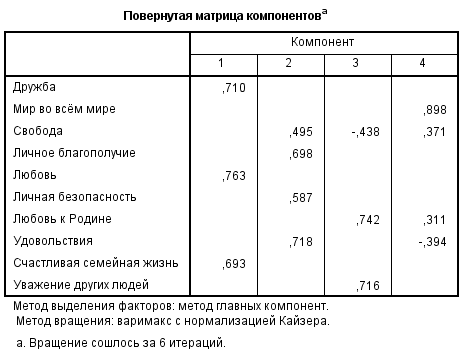 Повернутая матрица компонентовa
Компонент
1 2 3 4
Дружба ,710
Мир во всём мире ,898
Свобода ,495 -,438 ,371
Личное благополучие ,698
Любовь ,763
Личная безопасность ,587
Любовь к Родине ,742 ,311
Удовольствия ,718 -,394
Счастливая семейная жизнь ,693
Уважение других людей ,716
Метод выделения факторов: метод главных компонент.
Метод вращения: варимакс с нормализацией Кайзера.
a. Вращение сошлось за 6 итераций.